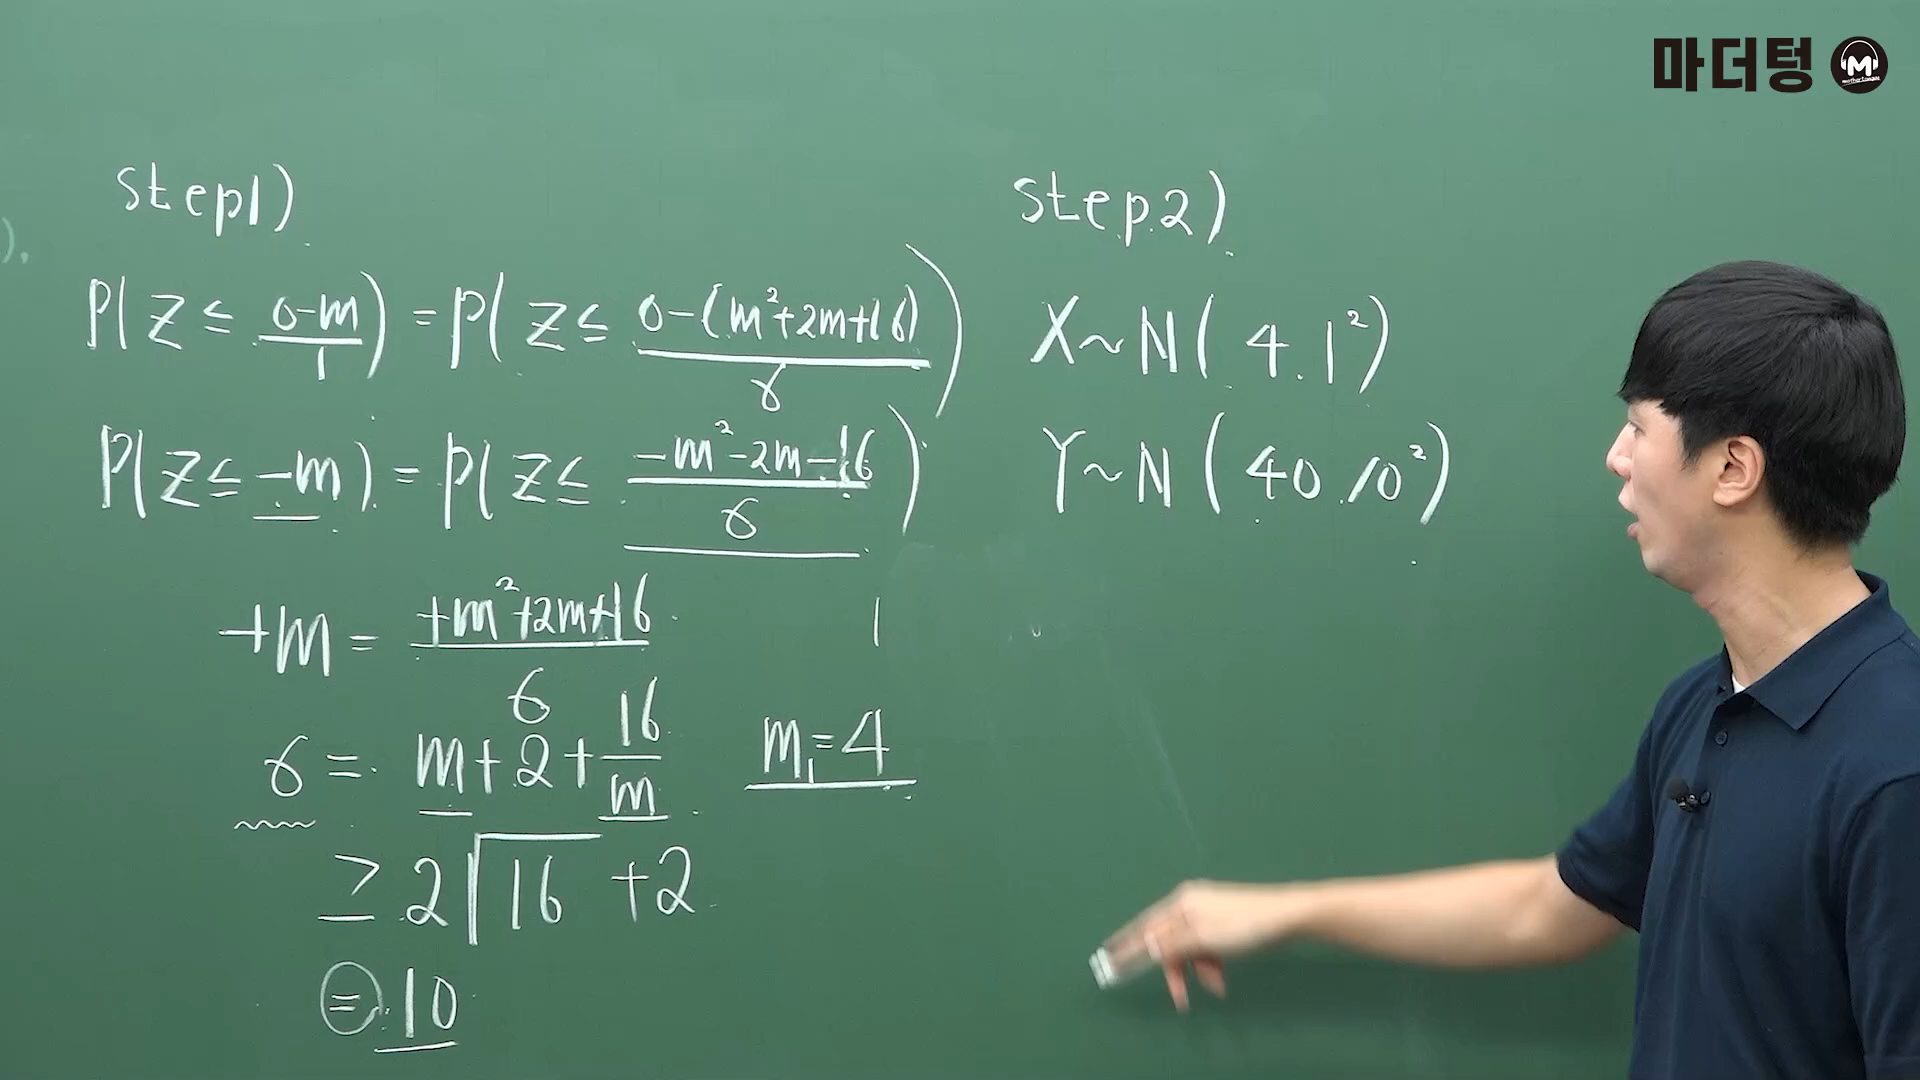 마더텅
M
step1)
P(Z ≤ (0-m)/1) = P(Z ≤ (0-(m²+2m+16))/σ)
P(Z ≤ -m) = P(Z ≤ (-m²-2m-16)/σ)
+m = (+m²+2m+16)/σ
σ = m+2+16/m
m₁=4
≥ 2√16 +2
= 10
step2)
X~N(4, 1²)
Y~N(40, 10²)